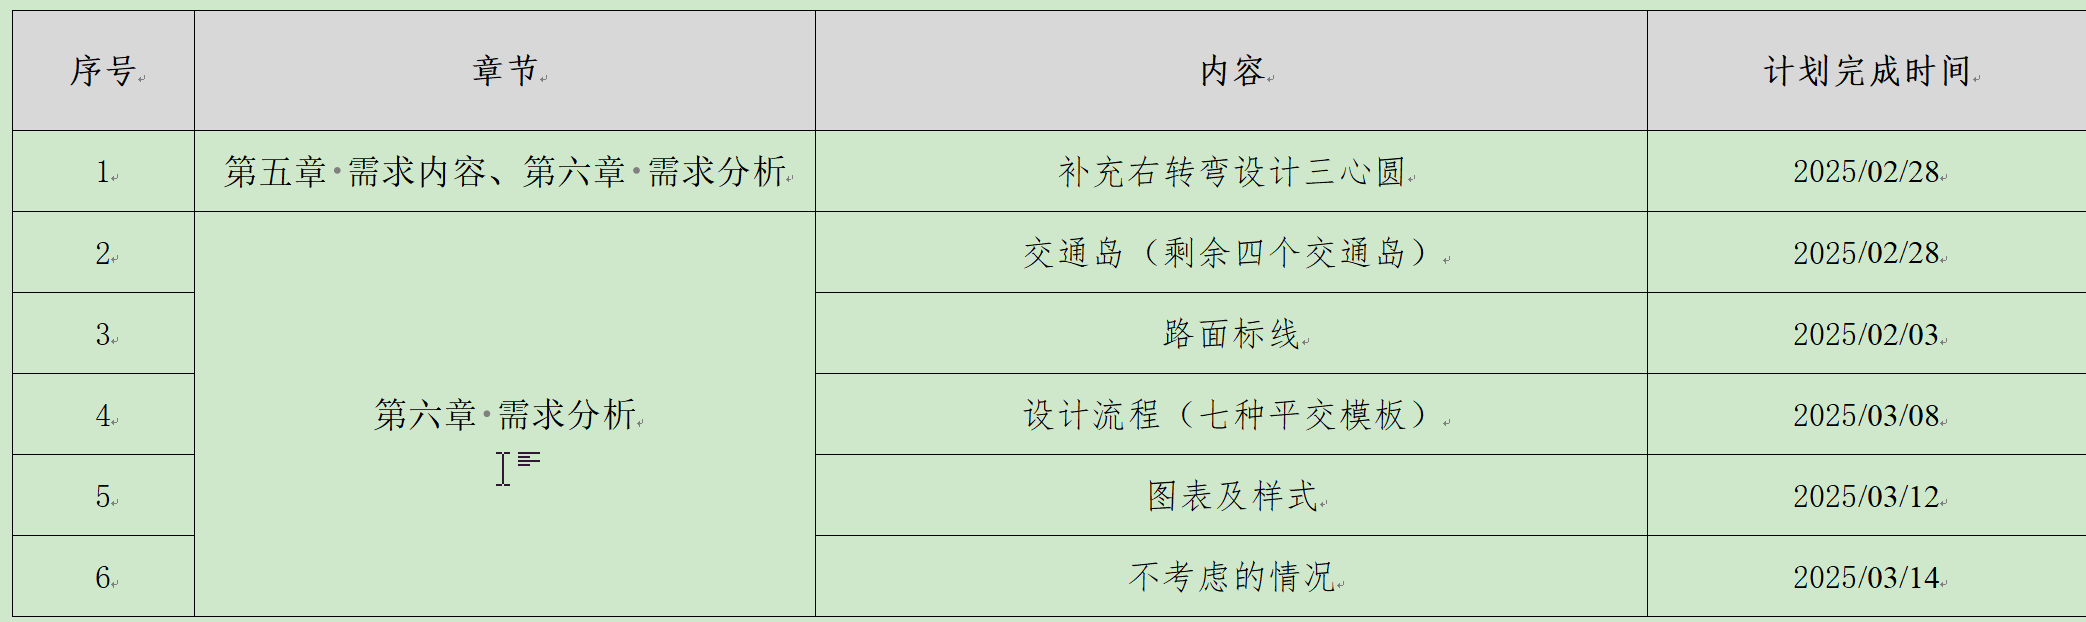 序号 章节 内容 计划完成时间
1 第五章·需求内容、第六章·需求分析 补充右转弯设计三心圆 2025/02/28
2 交通岛（剩余四个交通岛） 2025/02/28
3 路面标线 2025/02/03
4 第六章·需求分析 设计流程（七种平交模板） 2025/03/08
5 图表及样式 2025/03/12
6 不考虑的情况 2025/03/14